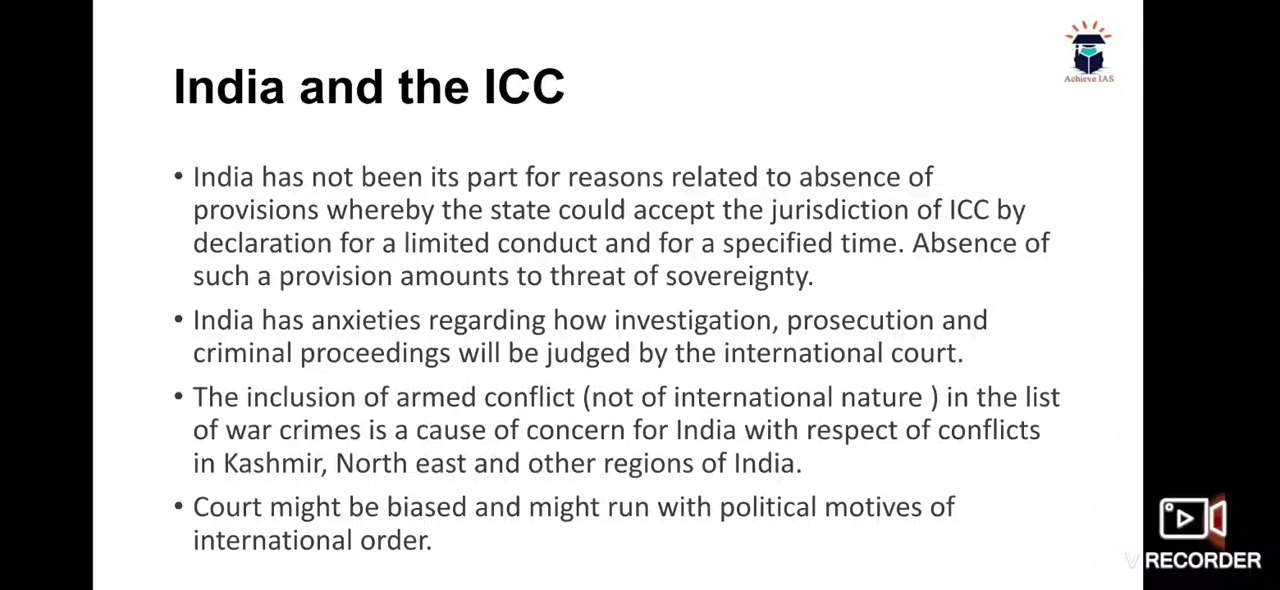 Achieve IAS
India and the ICC
• India has not been its part for reasons related to absence of
provisions whereby the state could accept the jurisdiction of ICC by
declaration for a limited conduct and for a specified time. Absence of
such a provision amounts to threat of sovereignty.
• India has anxieties regarding how investigation, prosecution and
criminal proceedings will be judged by the international court.
• The inclusion of armed conflict (not of international nature ) in the list
of war crimes is a cause of concern for India with respect of conflicts
in Kashmir, North east and other regions of India.
• Court might be biased and might run with political motives of
international order.
V RECORDER